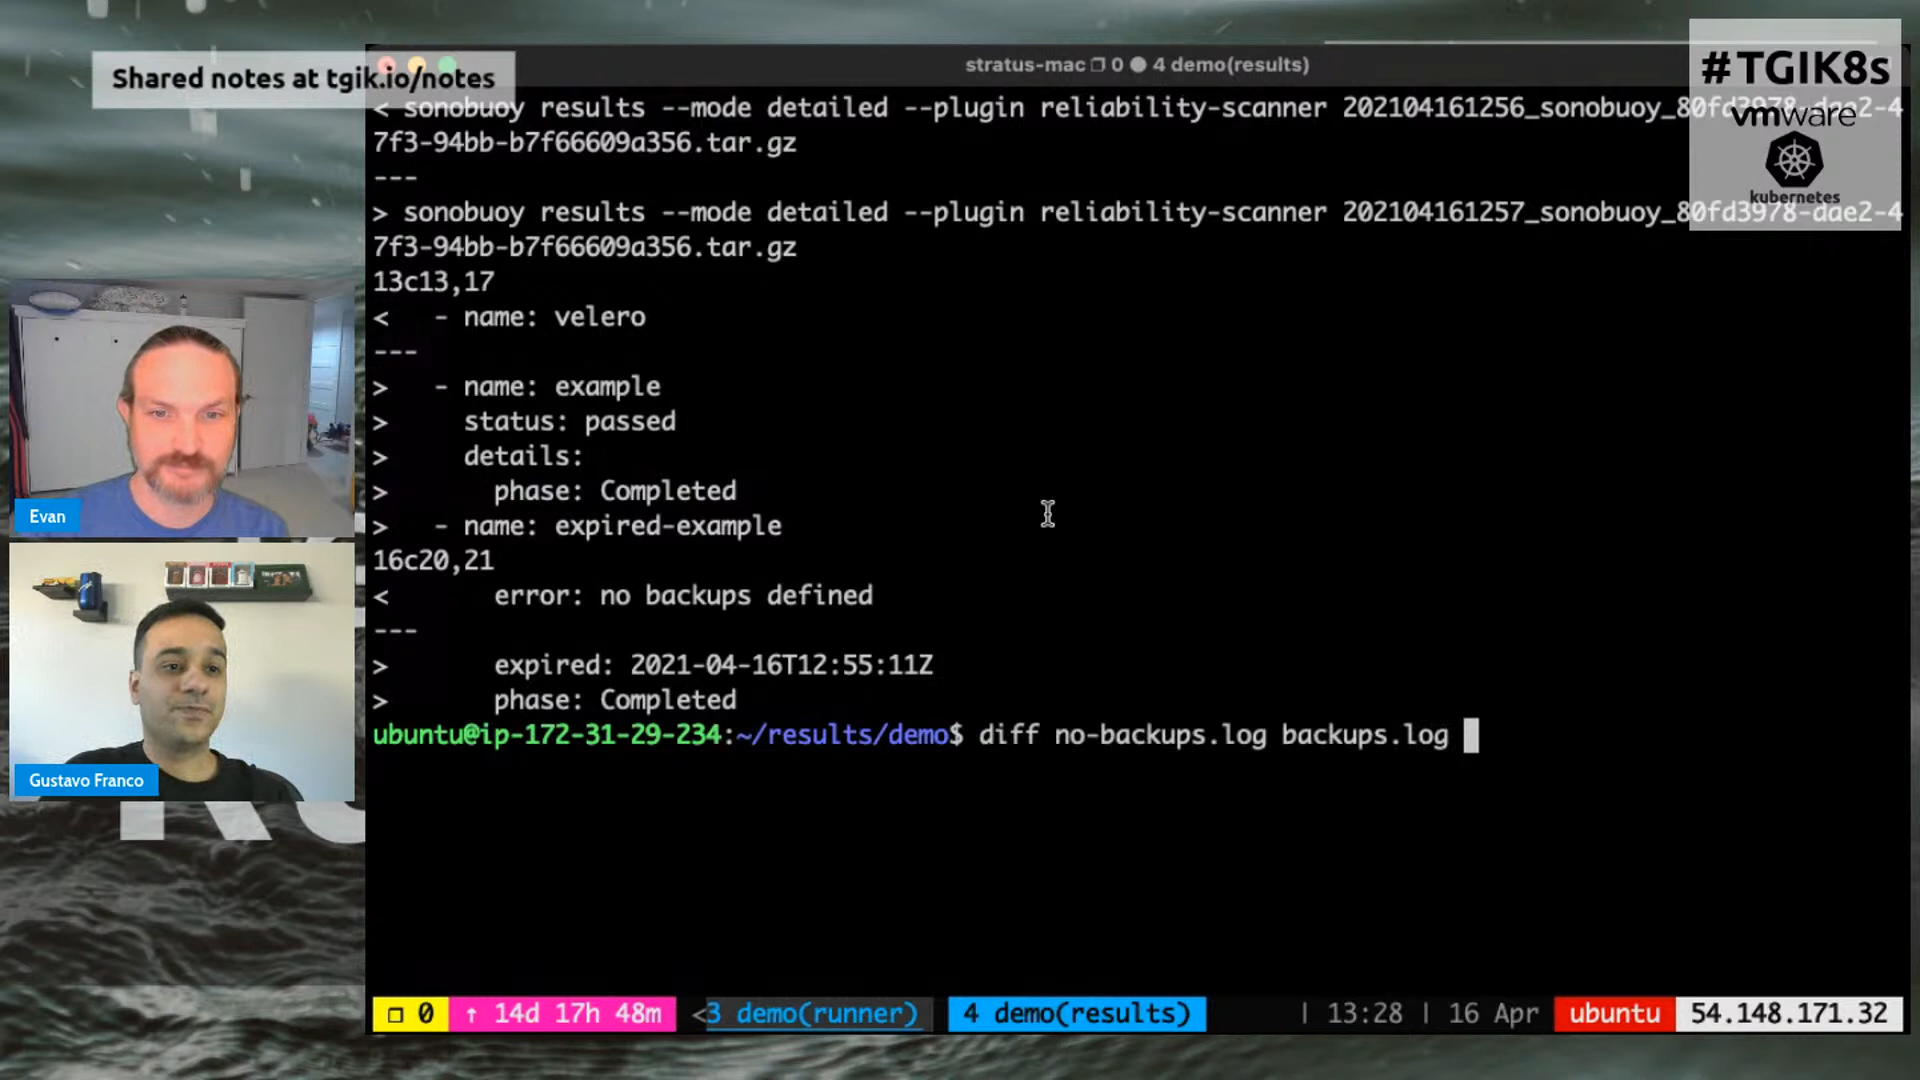 Shared notes at tgik.io/notes
stratus-mac ❐ 0 ● 4 demo(results)
#TGIK8s
vmware
kubernetes
< sonobuoy results --mode detailed --plugin reliability-scanner 202104161256_sonobuoy_80fd3978-dae2-4
7f3-94bb-b7f66609a356.tar.gz
---
> sonobuoy results --mode detailed --plugin reliability-scanner 202104161257_sonobuoy_80fd3978-dae2-4
7f3-94bb-b7f66609a356.tar.gz
13c13,17
<   - name: velero
---
>   - name: example
>     status: passed
>     details:
>       phase: Completed
>   - name: expired-example
16c20,21
<       error: no backups defined
---
>       expired: 2021-04-16T12:55:11Z
>       phase: Completed
ubuntu@ip-172-31-29-234:~/results/demo$ diff no-backups.log backups.log
Evan
Gustavo Franco
❐ 0 ↑ 14d 17h 48m <3 demo(runner) 4 demo(results) | 13:28 | 16 Apr ubuntu 54.148.171.32